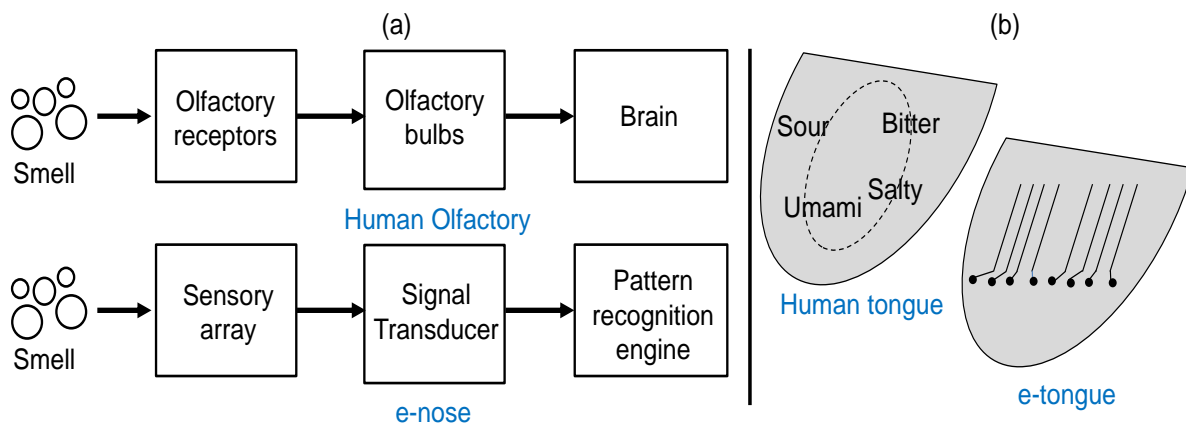 (a)
Smell
Olfactory
receptors
Olfactory
bulbs
Brain
Human Olfactory
Smell
Sensory
array
Signal
Transducer
Pattern
recognition
engine
e-nose
(b)
Sour
Bitter
Umami
Salty
Human tongue
e-tongue